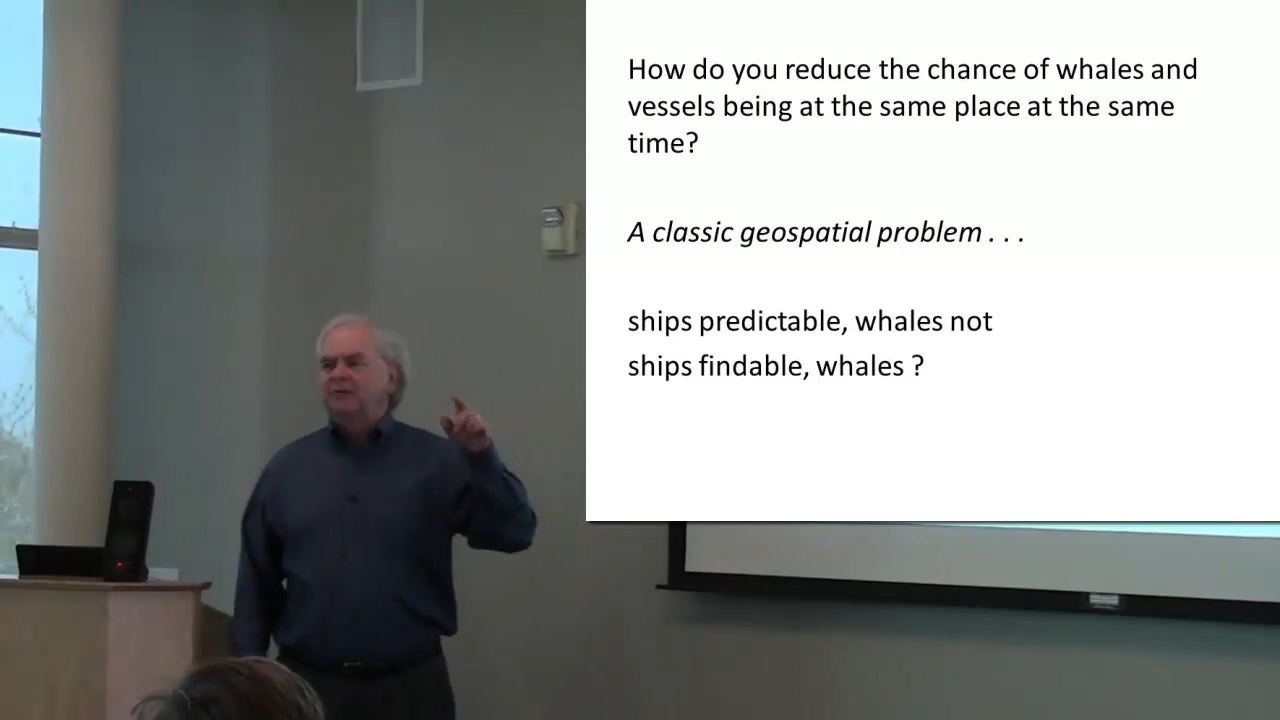 How do you reduce the chance of whales and
vessels being at the same place at the same
time?
A classic geospatial problem . . .
ships predictable, whales not
ships findable, whales ?